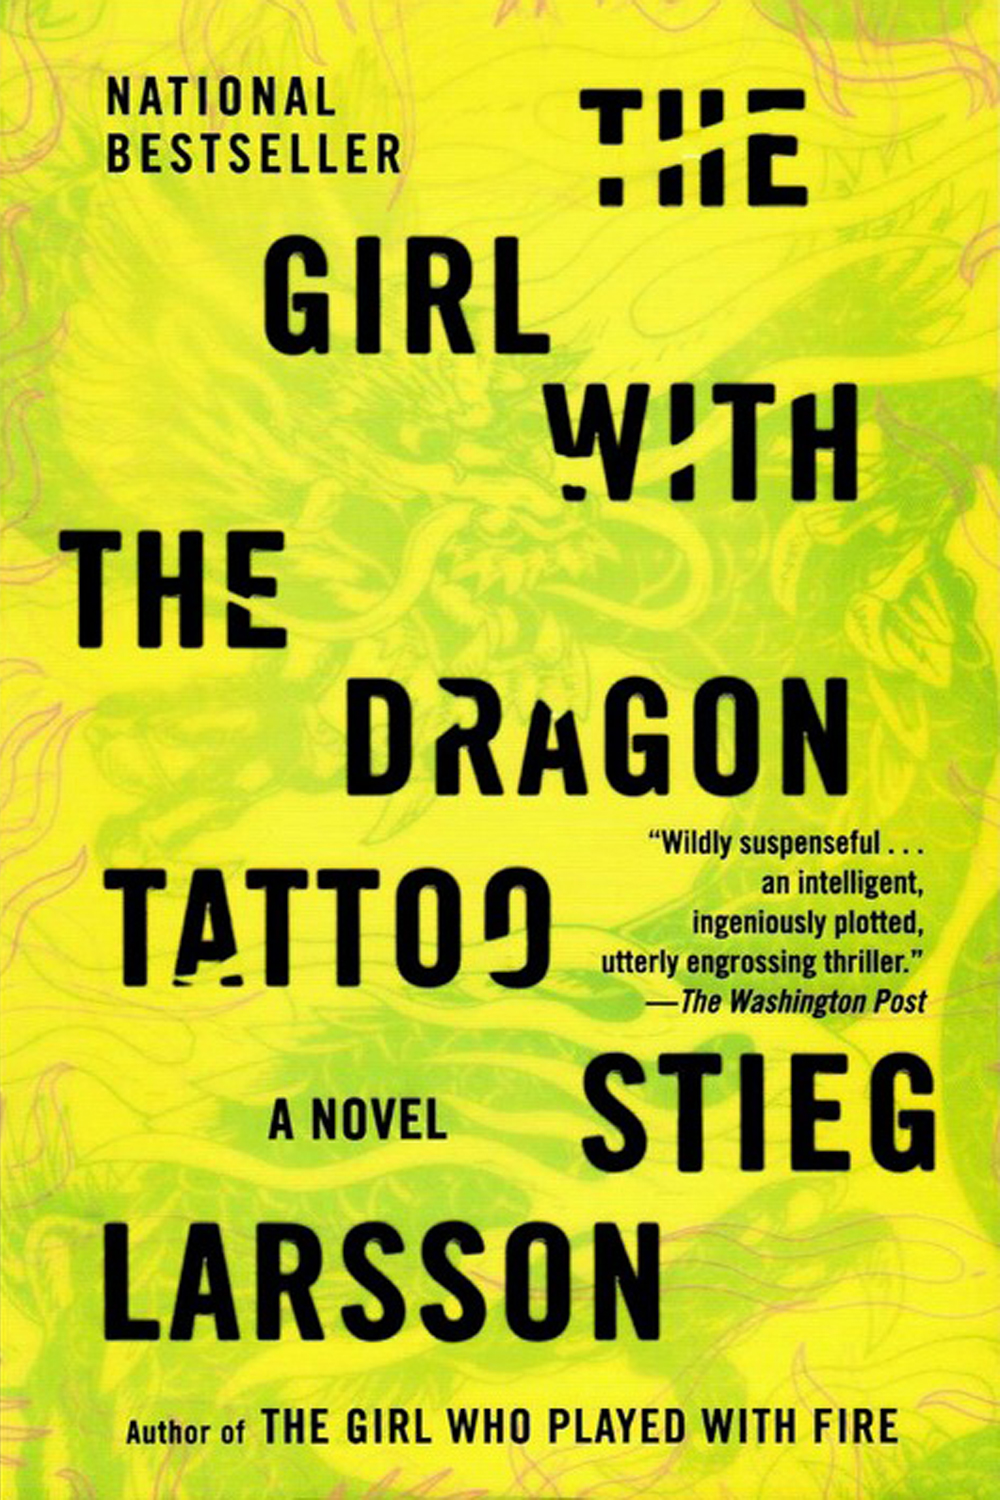 NATIONAL
BESTSELLER
THE
GIRL
WITH
THE
DRAGON
TATTOO
“Wildly suspenseful . . .
an intelligent,
ingeniously plotted,
utterly engrossing thriller.”
—The Washington Post
A NOVEL
STIEG
LARSSON
Author of THE GIRL WHO PLAYED WITH FIRE